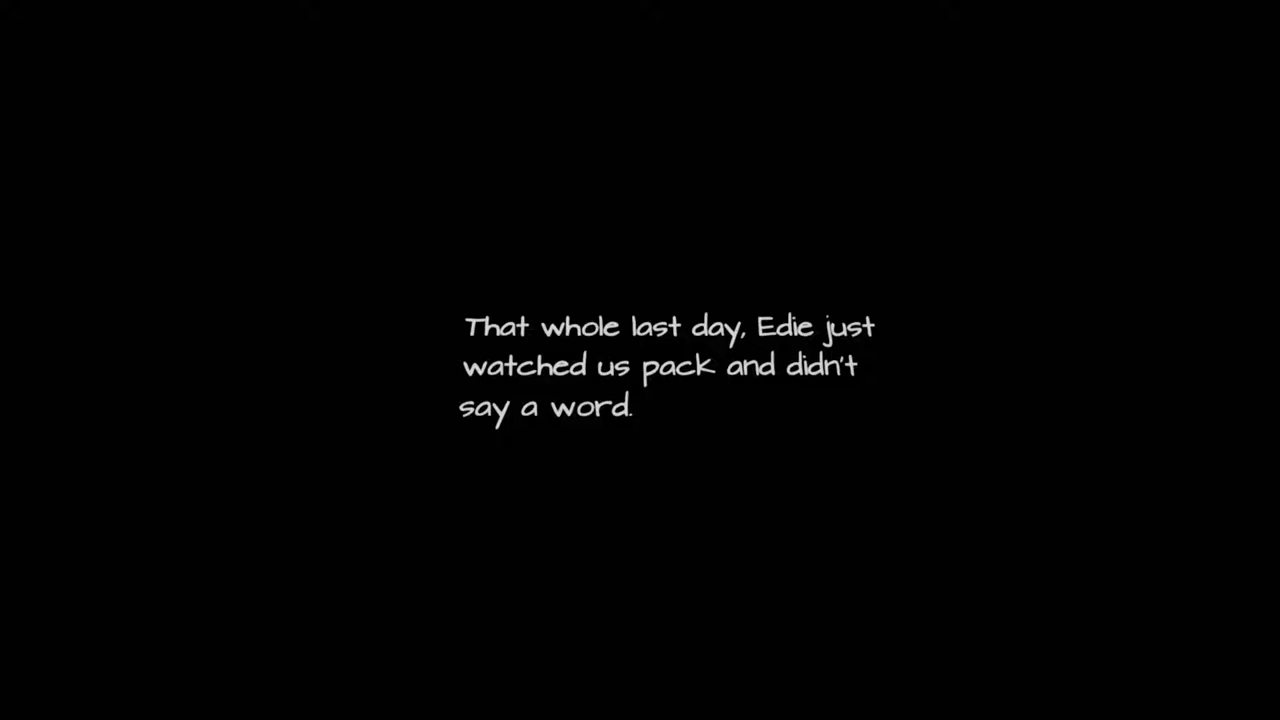 That whole last day, Edie just
watched us pack and didn't
say a word.